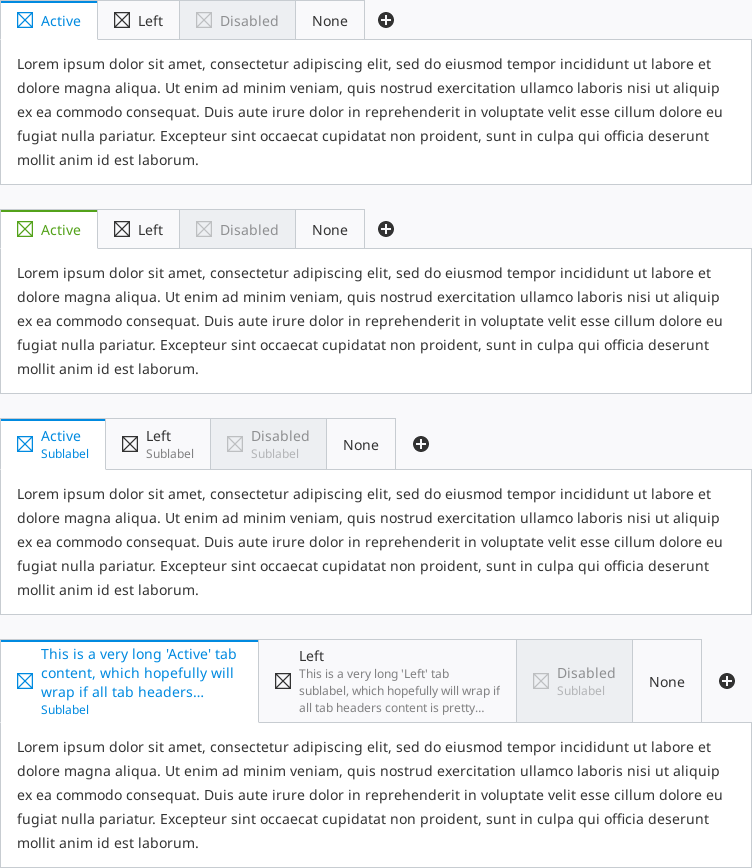 Active Left Disabled None
Lorem ipsum dolor sit amet, consectetur adipiscing elit, sed do eiusmod tempor incididunt ut labore et
dolore magna aliqua. Ut enim ad minim veniam, quis nostrud exercitation ullamco laboris nisi ut aliquip
ex ea commodo consequat. Duis aute irure dolor in reprehenderit in voluptate velit esse cillum dolore eu
fugiat nulla pariatur. Excepteur sint occaecat cupidatat non proident, sunt in culpa qui officia deserunt
mollit anim id est laborum.
Active Left Disabled None
Lorem ipsum dolor sit amet, consectetur adipiscing elit, sed do eiusmod tempor incididunt ut labore et
dolore magna aliqua. Ut enim ad minim veniam, quis nostrud exercitation ullamco laboris nisi ut aliquip
ex ea commodo consequat. Duis aute irure dolor in reprehenderit in voluptate velit esse cillum dolore eu
fugiat nulla pariatur. Excepteur sint occaecat cupidatat non proident, sunt in culpa qui officia deserunt
mollit anim id est laborum.
Active
Sublabel
Left
Sublabel
Disabled
Sublabel
None
Lorem ipsum dolor sit amet, consectetur adipiscing elit, sed do eiusmod tempor incididunt ut labore et
dolore magna aliqua. Ut enim ad minim veniam, quis nostrud exercitation ullamco laboris nisi ut aliquip
ex ea commodo consequat. Duis aute irure dolor in reprehenderit in voluptate velit esse cillum dolore eu
fugiat nulla pariatur. Excepteur sint occaecat cupidatat non proident, sunt in culpa qui officia deserunt
mollit anim id est laborum.
This is a very long 'Active' tab
content, which hopefully will
wrap if all tab headers...
Sublabel
Left
This is a very long 'Left' tab
sublabel, which hopefully will wrap if
all tab headers content is pretty...
Disabled
Sublabel
None
Lorem ipsum dolor sit amet, consectetur adipiscing elit, sed do eiusmod tempor incididunt ut labore et
dolore magna aliqua. Ut enim ad minim veniam, quis nostrud exercitation ullamco laboris nisi ut aliquip
ex ea commodo consequat. Duis aute irure dolor in reprehenderit in voluptate velit esse cillum dolore eu
fugiat nulla pariatur. Excepteur sint occaecat cupidatat non proident, sunt in culpa qui officia deserunt
mollit anim id est laborum.